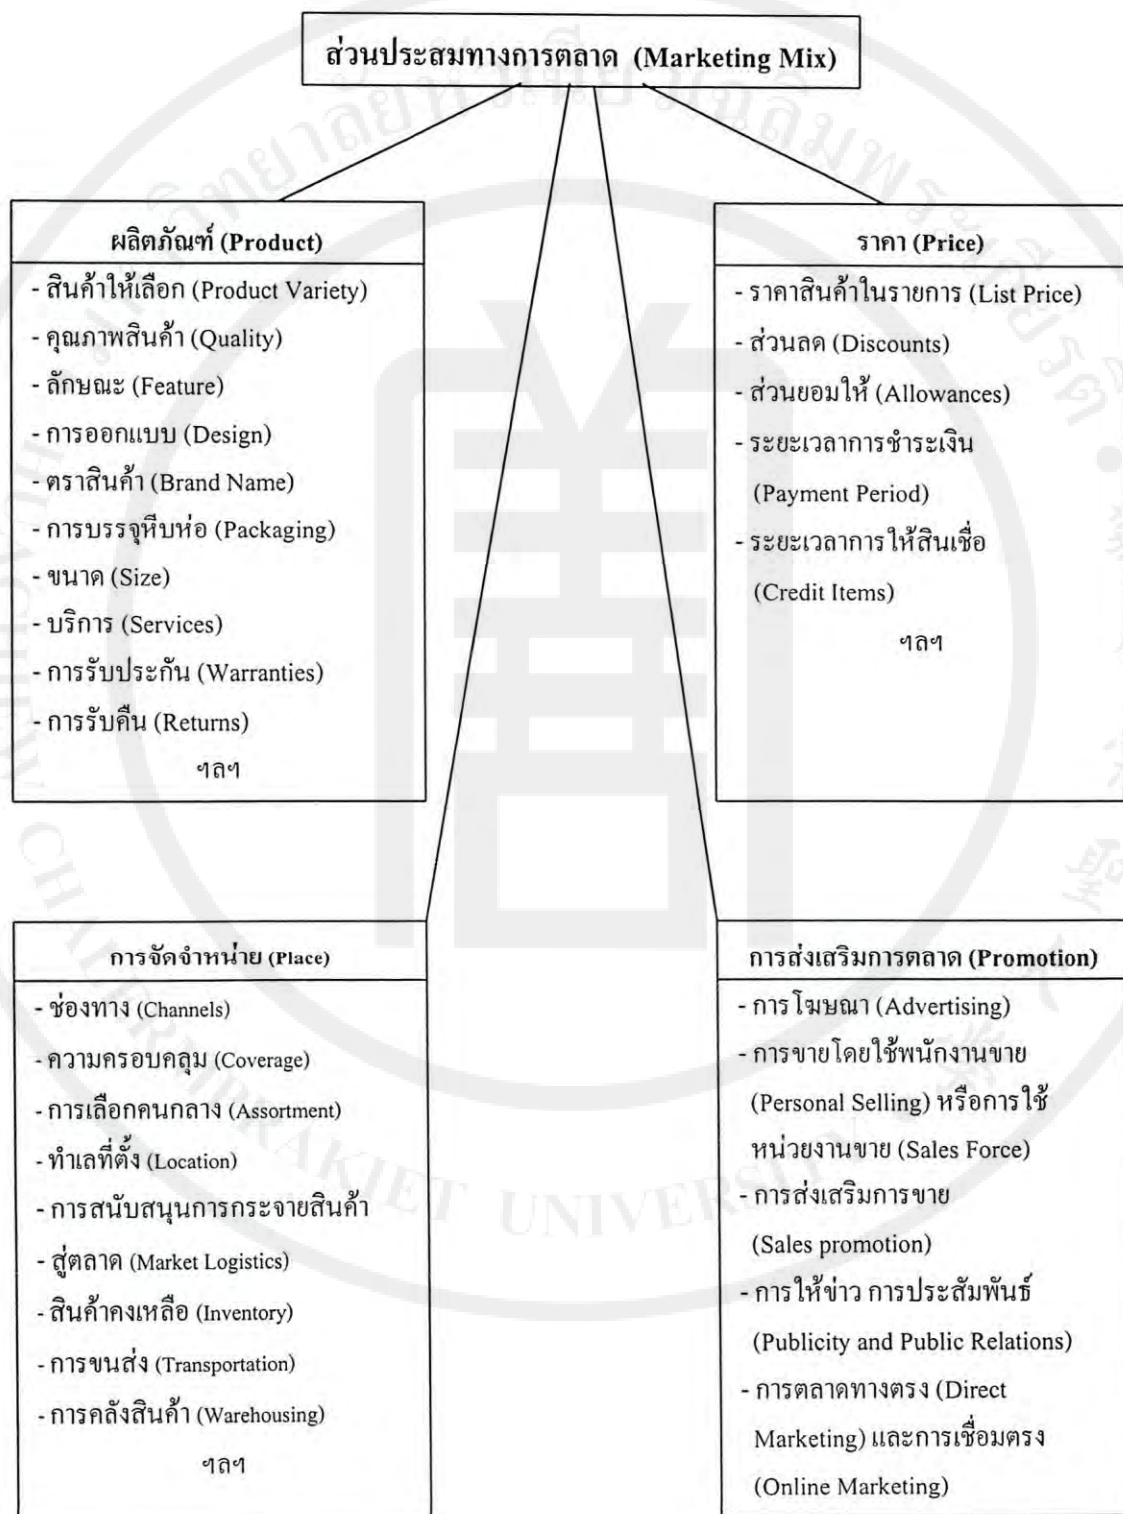 ส่วนประสมทางการตลาด (Marketing Mix)
ผลิตภัณฑ์ (Product)
- สินค้าให้เลือก (Product Variety)
- คุณภาพสินค้า (Quality)
- ลักษณะ (Feature)
- การออกแบบ (Design)
- ตราสินค้า (Brand Name)
- การบรรจุหีบห่อ (Packaging)
- ขนาด (Size)
- บริการ (Services)
- การรับประกัน (Warranties)
- การรับคืน (Returns)
ฯลฯ
ราคา (Price)
- ราคาสินค้าในรายการ (List Price)
- ส่วนลด (Discounts)
- ส่วนยอมให้ (Allowances)
- ระยะเวลาการชำระเงิน
(Payment Period)
- ระยะเวลาการให้สินเชื่อ
(Credit Items)
ฯลฯ
การจัดจำหน่าย (Place)
- ช่องทาง (Channels)
- ความครอบคลุม (Coverage)
- การเลือกคนกลาง (Assortment)
- ทำเลที่ตั้ง (Location)
- การสนับสนุนการกระจายสินค้า
- สู่ตลาด (Market Logistics)
- สินค้าคงเหลือ (Inventory)
- การขนส่ง (Transportation)
- การคลังสินค้า (Warehousing)
ฯลฯ
การส่งเสริมการตลาด (Promotion)
- การโฆษณา (Advertising)
- การขายโดยใช้พนักงานขาย
(Personal Selling) หรือการใช้
หน่วยงานขาย (Sales Force)
- การส่งเสริมการขาย
(Sales promotion)
- การให้ข่าว การประสัมพันธ์
(Publicity and Public Relations)
- การตลาดทางตรง (Direct
Marketing) และการเชื่อมตรง
(Online Marketing)
CHALERMPRAKIET UNIVERSITY